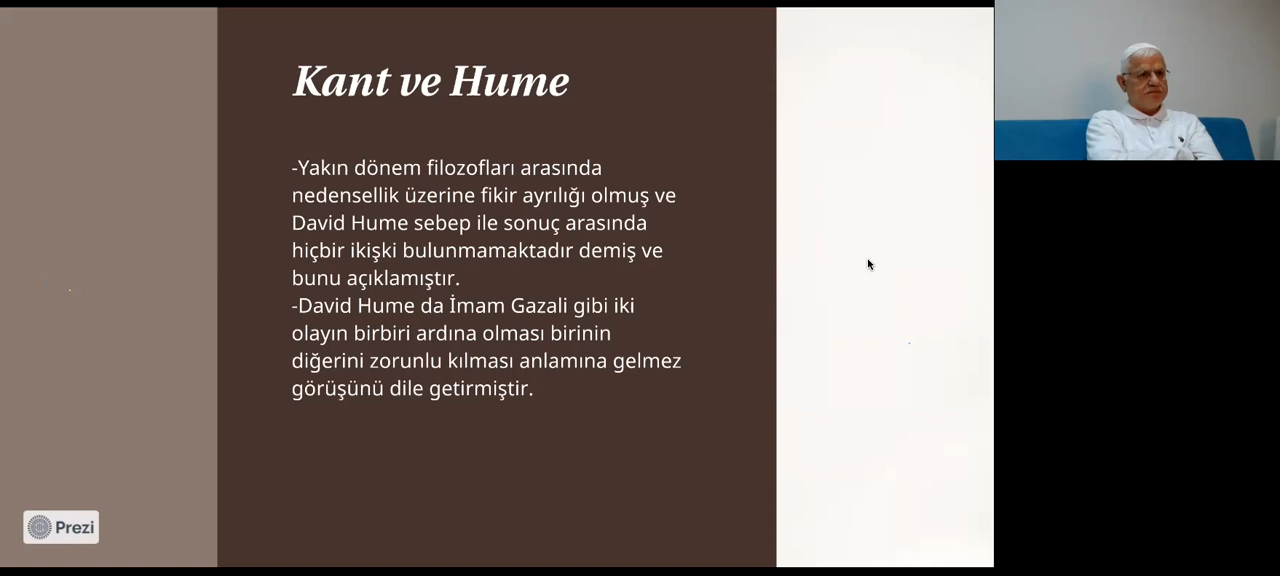 Kant ve Hume
-Yakın dönem filozofları arasında
nedensellik üzerine fikir ayrılığı olmuş ve
David Hume sebep ile sonuç arasında
hiçbir ikişki bulunmamaktadır demiş ve
bunu açıklamıştır.
-David Hume da İmam Gazali gibi iki
olayın birbiri ardına olması birinin
diğerini zorunlu kılması anlamına gelmez
görüşünü dile getirmiştir.
Prezi